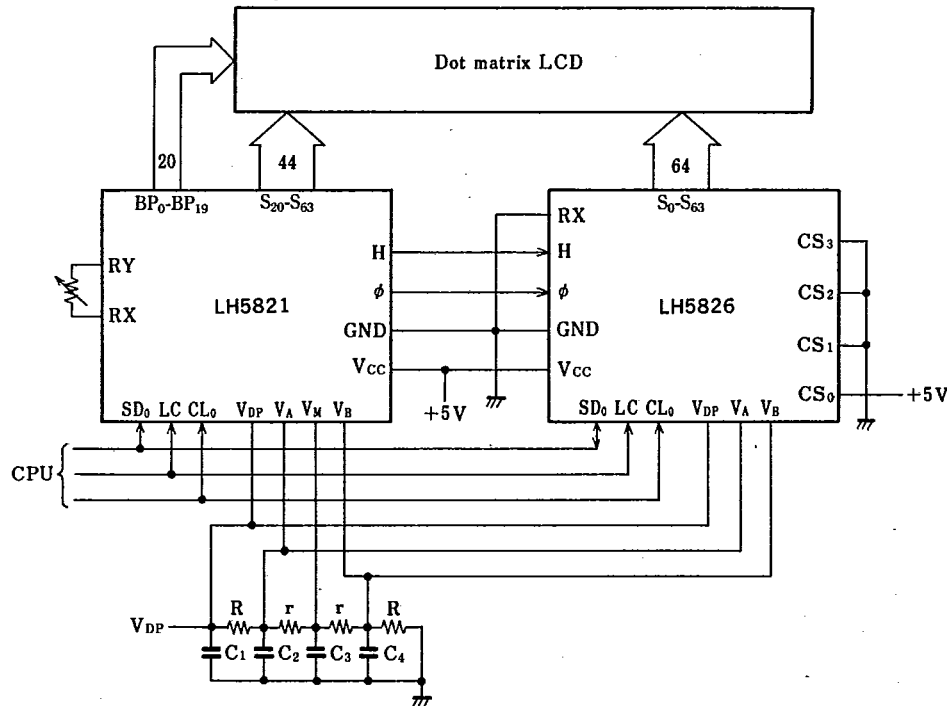 Dot matrix LCD
20
44
64
BP₀-BP₁₉
S₂₀-S₆₃
S₀-S₆₃
RY
RX
LH5821
H
ϕ
GND
VCC
RX
H
ϕ
GND
VCC
LH5826
CS₃
CS₂
CS₁
CS₀
+5V
+5V
SD₀ LC CL₀ VDP VA VM VB
SD₀ LC CL₀ VDP VA VB
CPU
R r r R
VDP
C₁ C₂ C₃ C₄